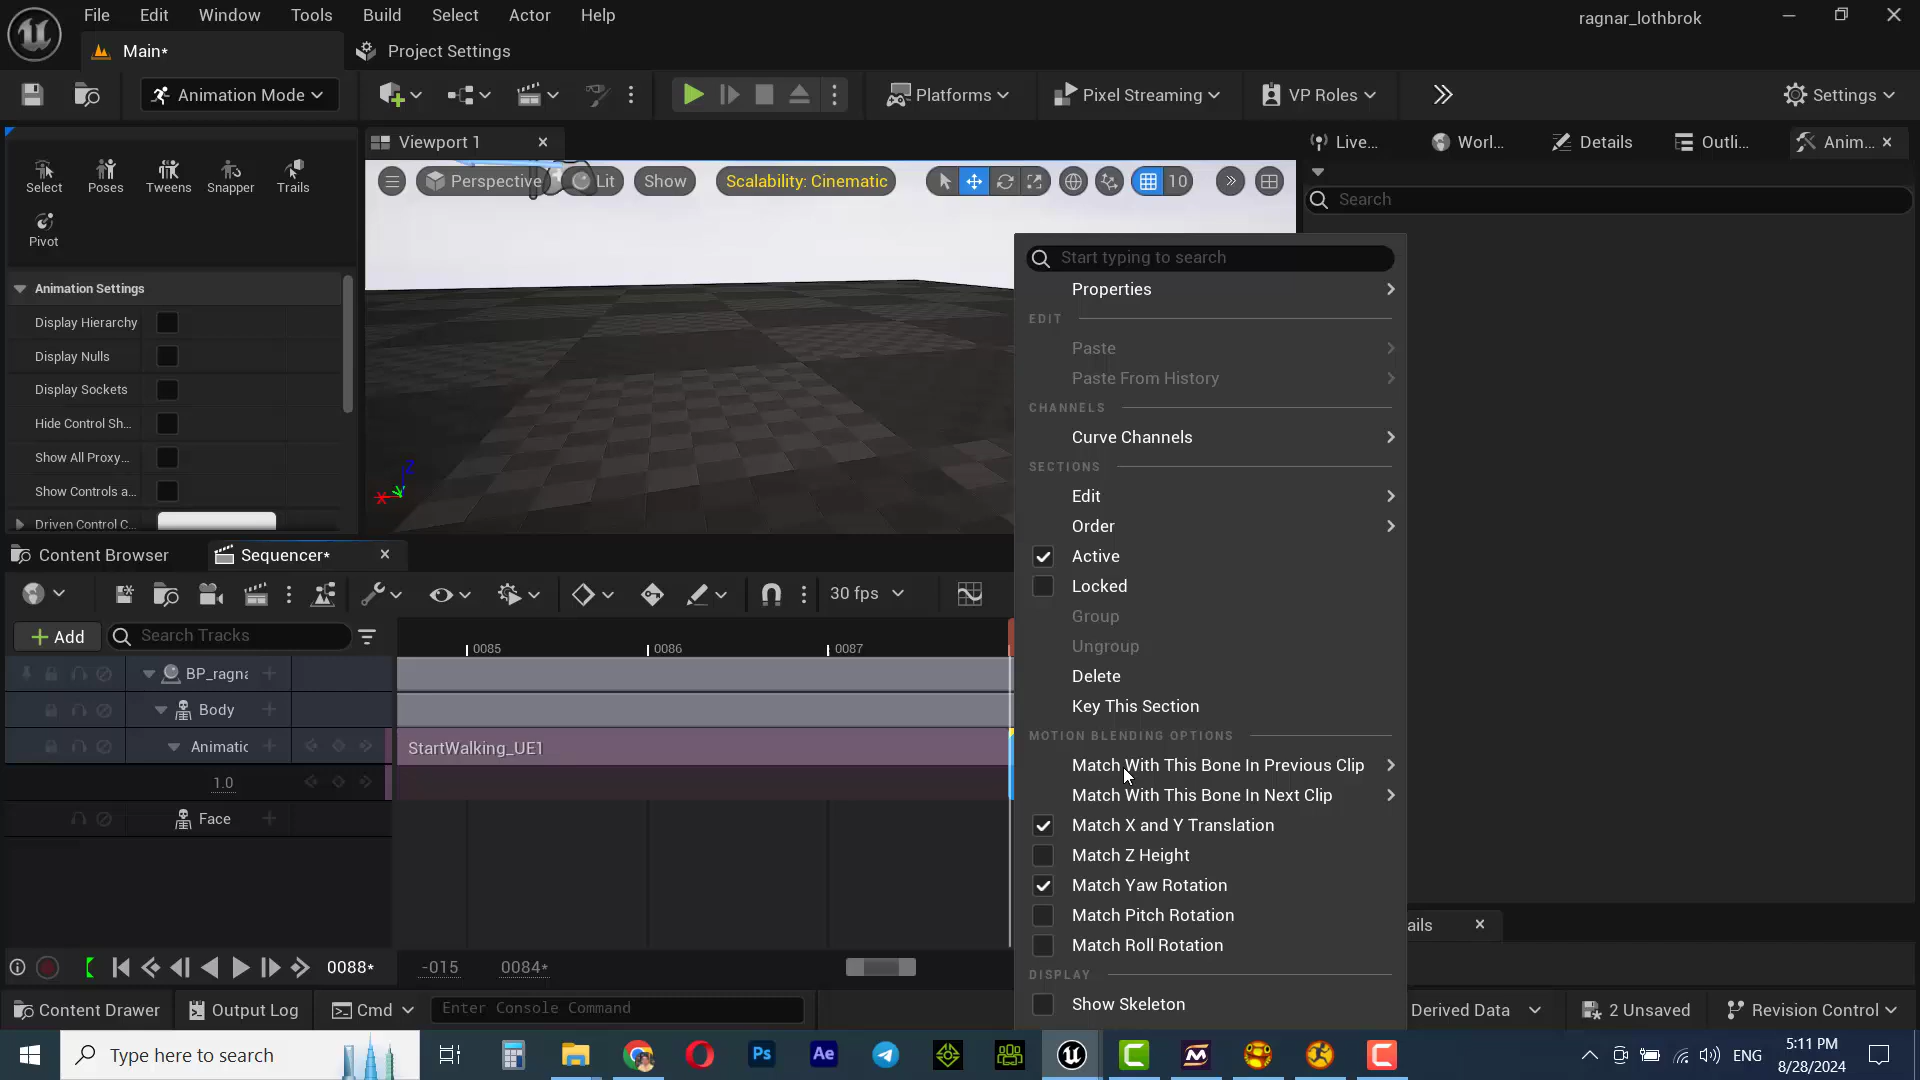 File Edit Window Tools Build Select Actor Help
ragnar_lothbrok
Main*
Project Settings
Animation Mode
Platforms
Pixel Streaming
VP Roles
Settings
Select
Poses
Tweens
Snapper
Trails
Pivot
Viewport 1
Live...
Worl...
Details
Outli...
Anim...
Perspective
Lit
Show
Scalability: Cinematic
10
Search
Animation Settings
Display Hierarchy
Display Nulls
Display Sockets
Hide Control Sh...
Show All Proxy...
Show Controls a...
Driven Control C...
Z
X
Y
Start typing to search
Properties
EDIT
Paste
Paste From History
CHANNELS
Curve Channels
SECTIONS
Edit
Order
Active
Locked
Group
Ungroup
Delete
Key This Section
MOTION BLENDING OPTIONS
Match With This Bone In Previous Clip
Match With This Bone In Next Clip
Match X and Y Translation
Match Z Height
Match Yaw Rotation
Match Pitch Rotation
Match Roll Rotation
DISPLAY
Show Skeleton
Content Browser
Sequencer*
30 fps
Add
Search Tracks
0085
0086
0087
BP_ragna
Body
Animatic
StartWalking_UE1
1.0
Face
0088*
-015
0084*
ails
Content Drawer
Output Log
Cmd
Enter Console Command
Derived Data
2 Unsaved
Revision Control
Type here to search
Ps
Ae
ENG
5:11 PM
8/28/2024